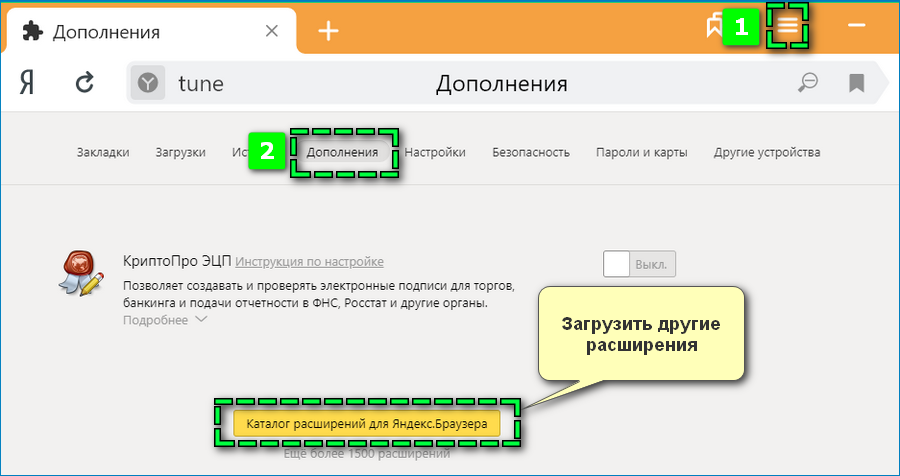 Дополнения
1
Я
tune
Дополнения
Закладки Загрузки 2 Дополнения Настройки Безопасность Пароли и карты Другие устройства
КриптоПро ЭЦП Инструкция по настройке
Выкл.
Позволяет создавать и проверять электронные подписи для торгов,
банкинга и подачи отчетности в ФНС, Росстат и другие органы.
Подробнее
Загрузить другие
расширения
Каталог расширений для Яндекс.Браузера
Ещё более 1500 расширений